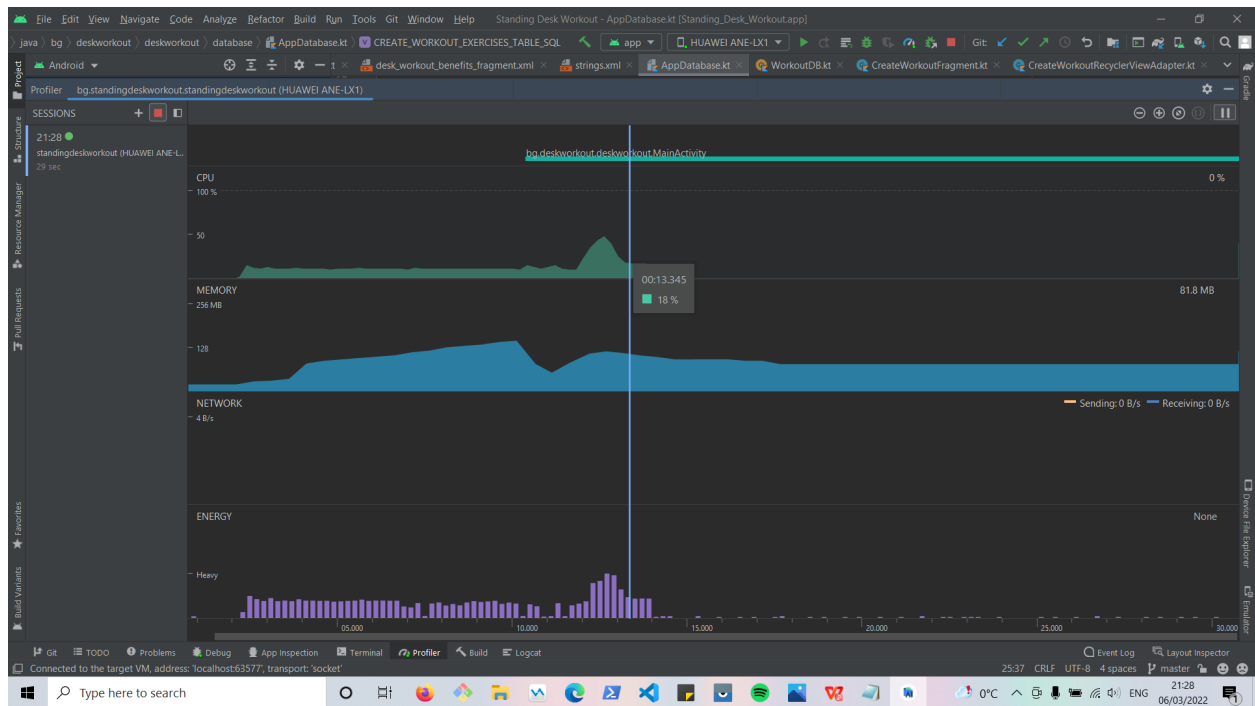 File Edit View Navigate Code Analyze Refactor Build Run Tools Git Window Help Standing Desk Workout - AppDatabase.kt [Standing_Desk_Workout.app]
java bg deskworkout deskworkout database AppDatabase.kt CREATE_WORKOUT_EXERCISES_TABLE_SQL app HUAWEI ANE-LX1 Git:
Android desk_workout_benefits_fragment.xml strings.xml AppDatabase.kt WorkoutDB.kt CreateWorkoutFragment.kt CreateWorkoutRecyclerViewAdapter.kt
Profiler bg.standingdeskworkout.standingdeskworkout (HUAWEI ANE-LX1)
SESSIONS
21:28
standingdeskworkout (HUAWEI ANE-L..
29 sec
bg.deskworkout.deskworkout.MainActivity
CPU 0 %
100 %
50
00:13.345
18 %
MEMORY 81.8 MB
256 MB
128
NETWORK Sending: 0 B/s Receiving: 0 B/s
4 B/s
ENERGY None
Heavy
05.000 10.000 15.000 20.000 25.000 30.000
Project
Structure
Resource Manager
Pull Requests
Favorites
Build Variants
Gradle
Device File Explorer
Emulator
Git TODO Problems Debug App Inspection Terminal Profiler Build Logcat Event Log Layout Inspector
Connected to the target VM, address: 'localhost:63577', transport: 'socket' 25:37 CRLF UTF-8 4 spaces master
Type here to search 0°C ENG 21:28
06/03/2022